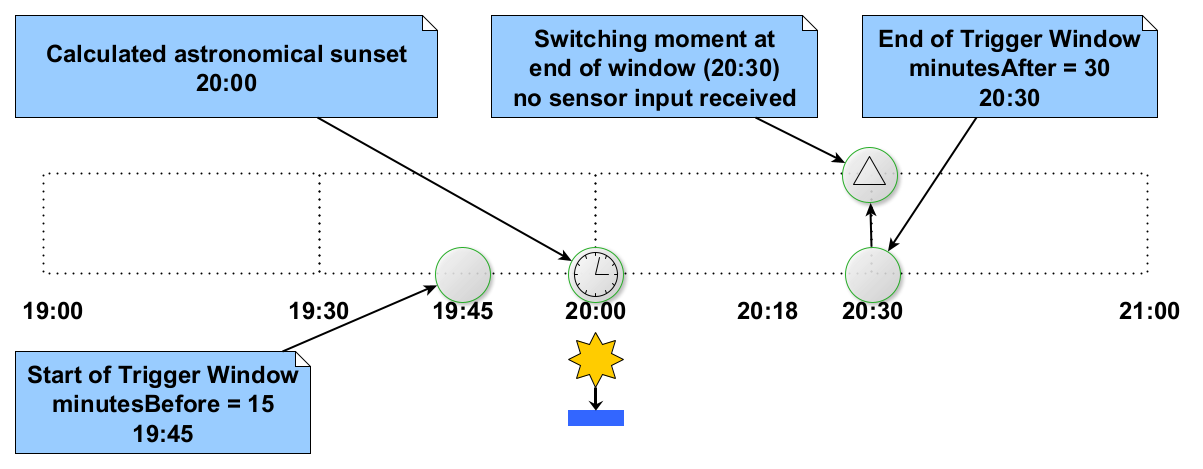 Calculated astronomical sunset
20:00
Switching moment at
end of window (20:30)
no sensor input received
End of Trigger Window
minutesAfter = 30
20:30
19:00
19:30
19:45
20:00
20:18
20:30
21:00
Start of Trigger Window
minutesBefore = 15
19:45